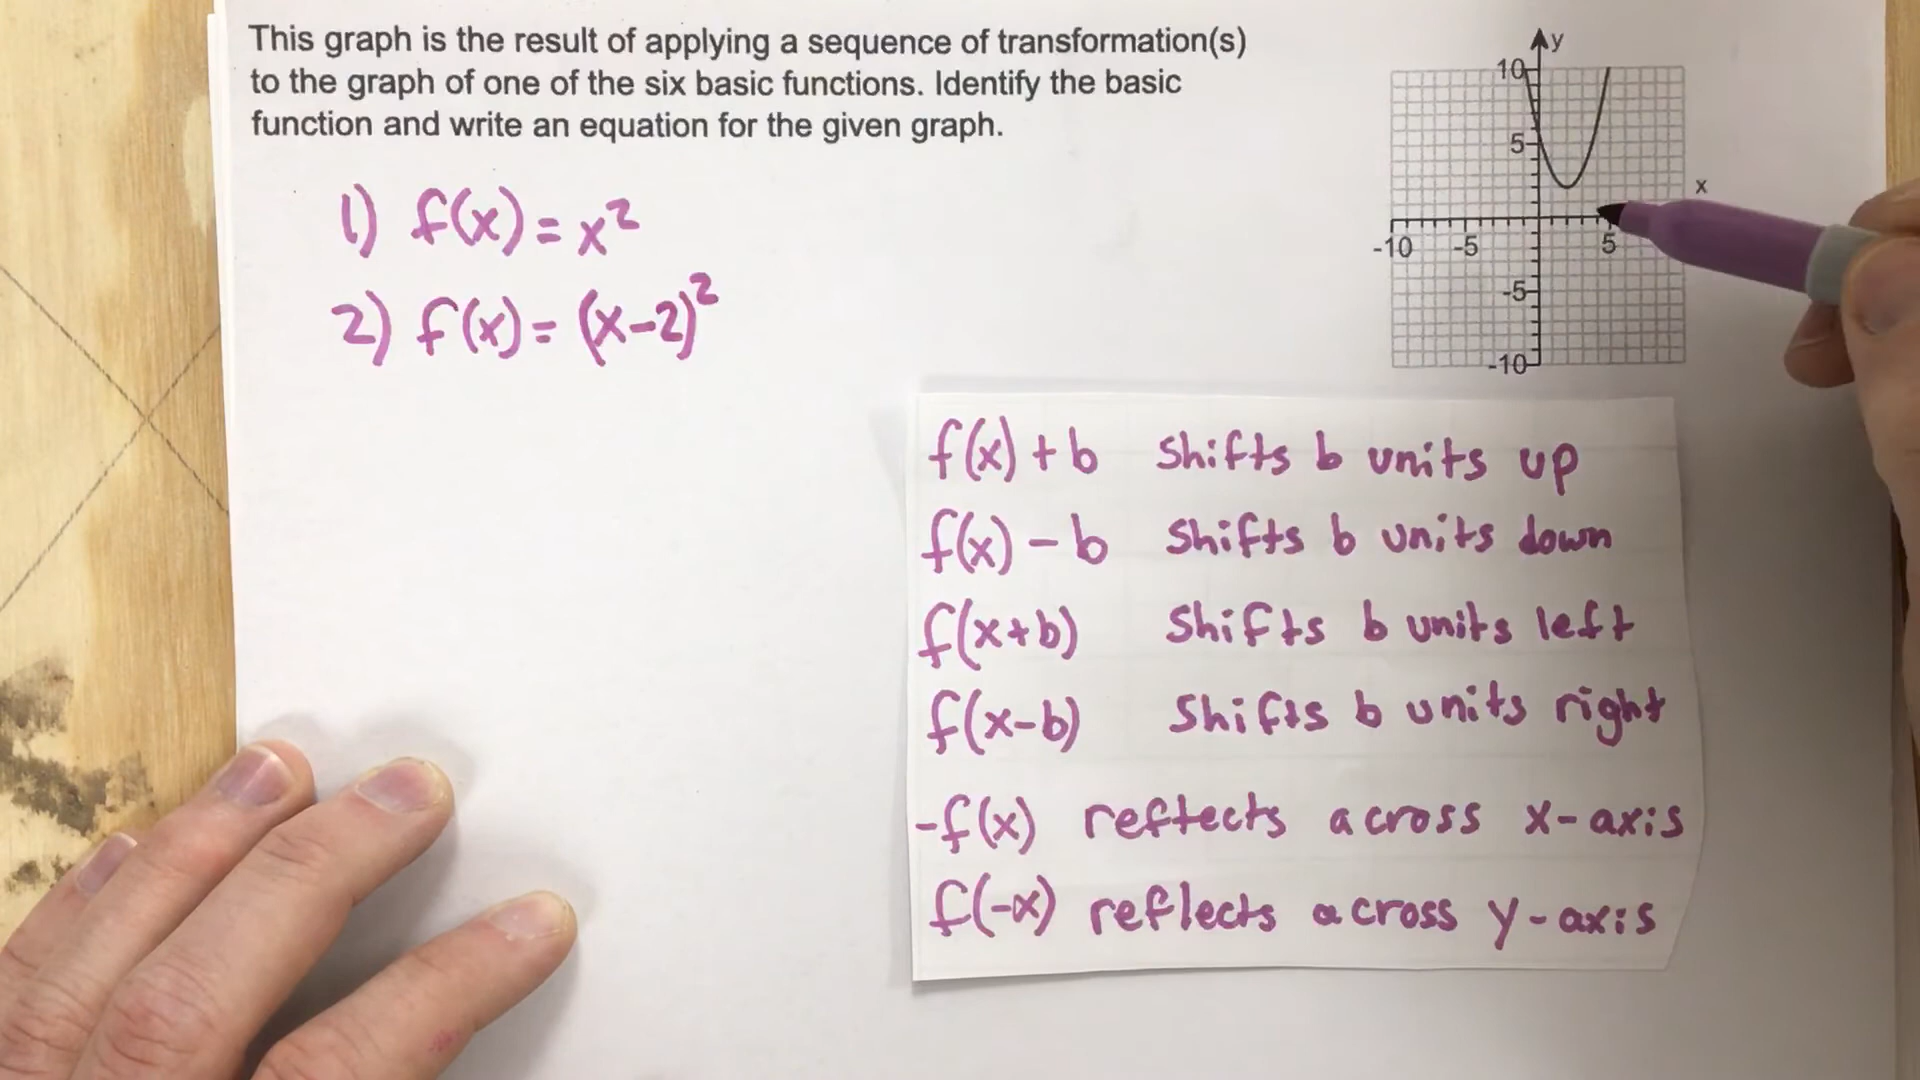 This graph is the result of applying a sequence of transformation(s)
to the graph of one of the six basic functions. Identify the basic
function and write an equation for the given graph.
1) f(x) = x²
2) f(x) = (x-2)²
y
10
5
x
-10 -5 5
-5
-10
f(x) + b shifts b units up
f(x) - b shifts b units down
f(x+b) shifts b units left
f(x-b) shifts b units right
-f(x) reflects across x-axis
f(-x) reflects across y-axis